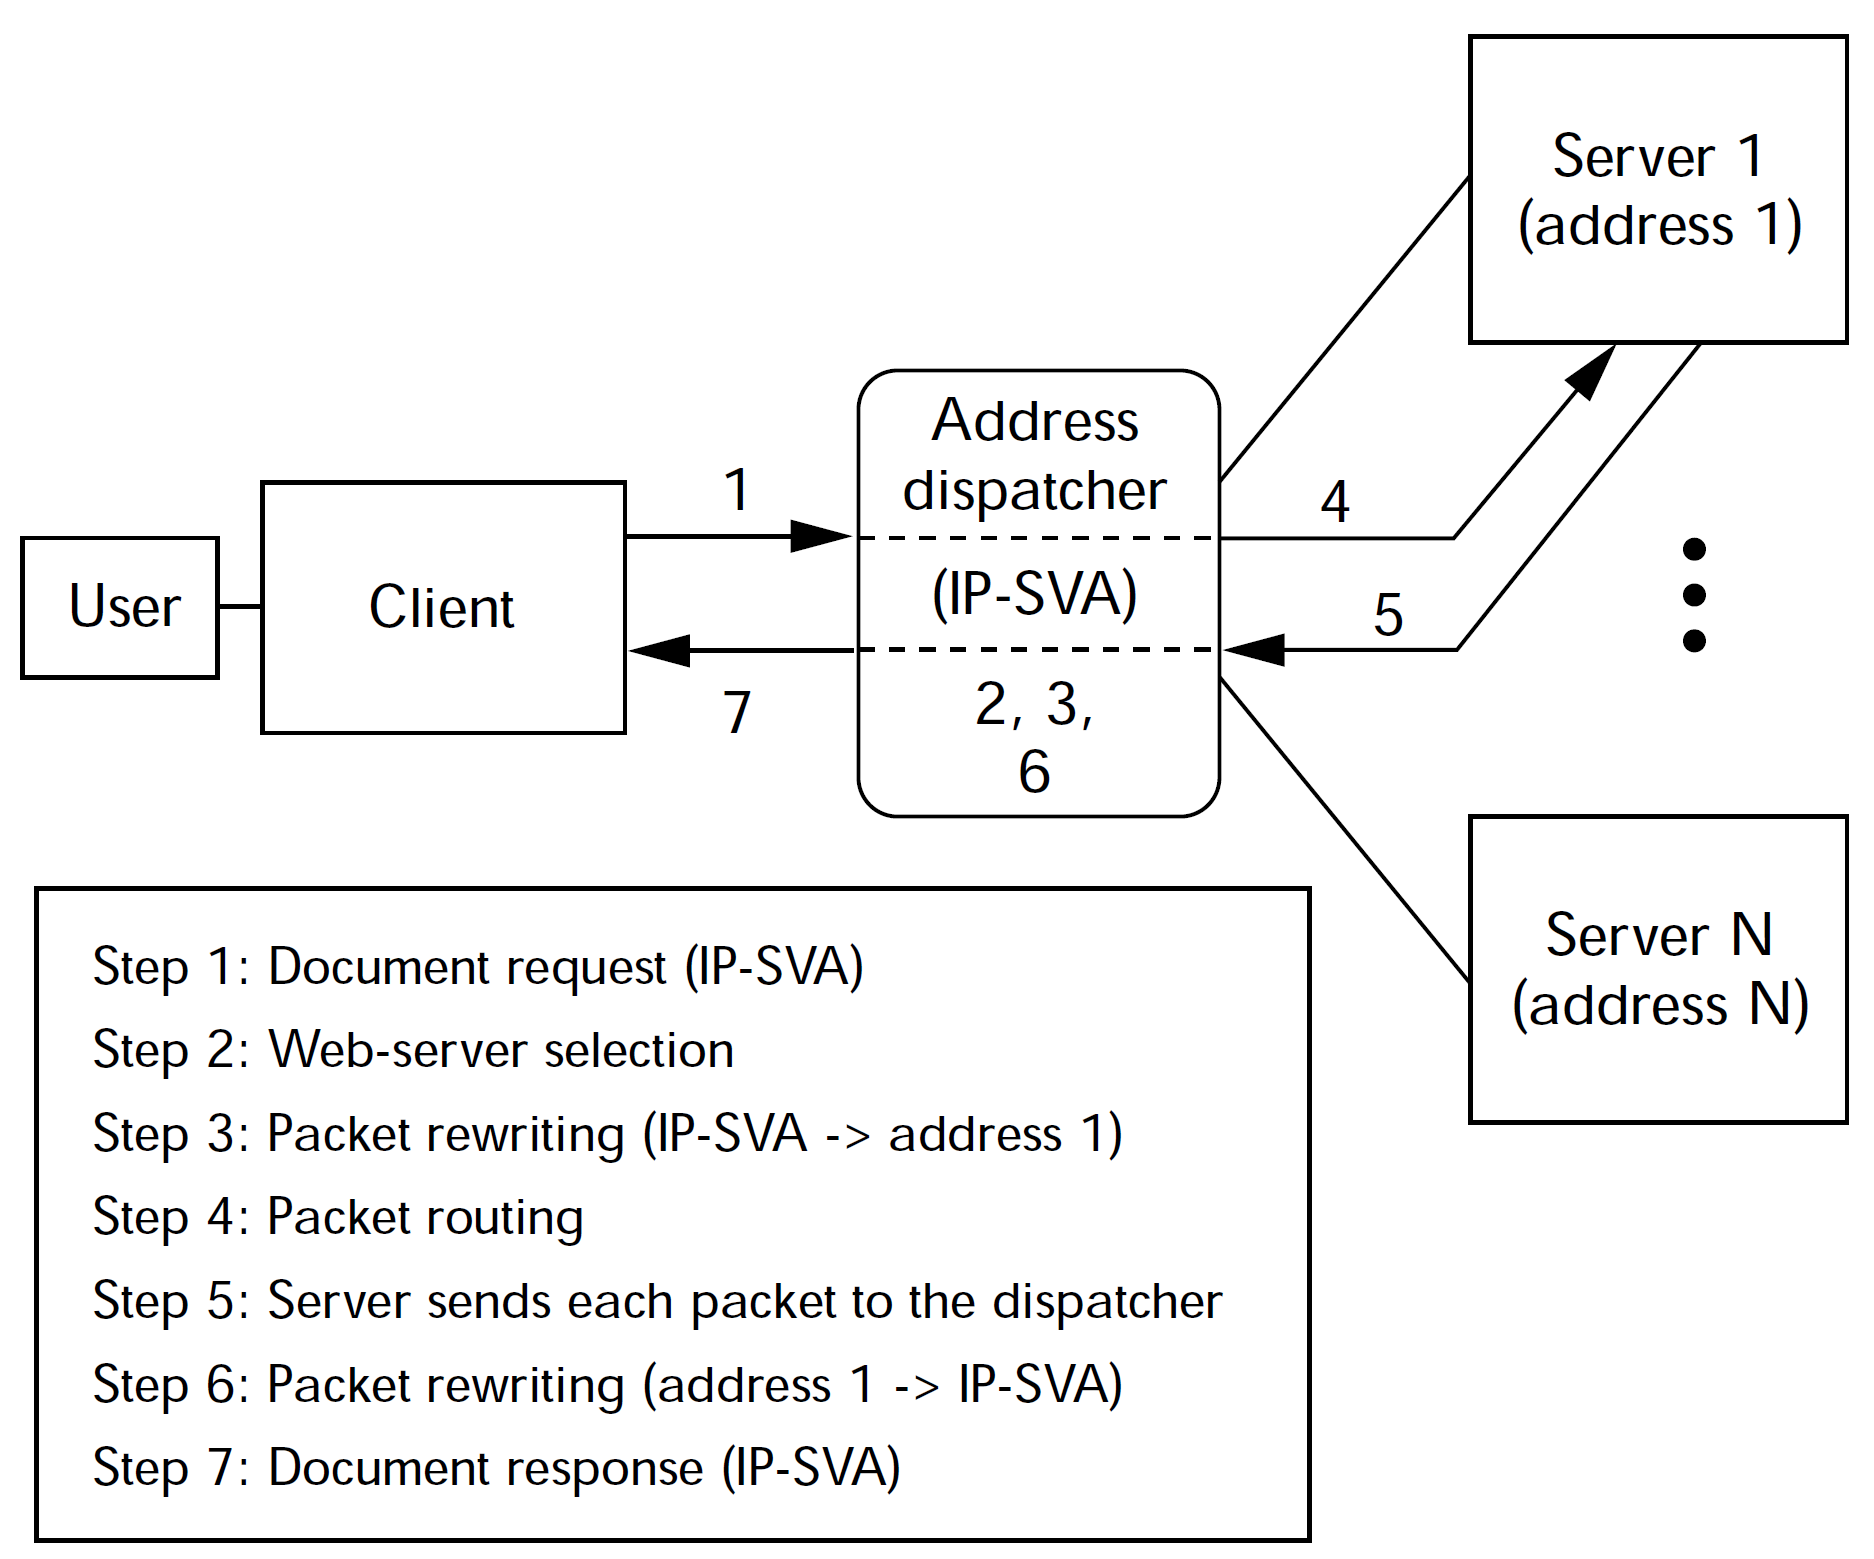 Server 1
(address 1)
Address
dispatcher
1
4
User
Client
(IP-SVA)
5
7
2, 3,
6
Server N
(address N)
Step 1: Document request (IP-SVA)
Step 2: Web-server selection
Step 3: Packet rewriting (IP-SVA -> address 1)
Step 4: Packet routing
Step 5: Server sends each packet to the dispatcher
Step 6: Packet rewriting (address 1 -> IP-SVA)
Step 7: Document response (IP-SVA)